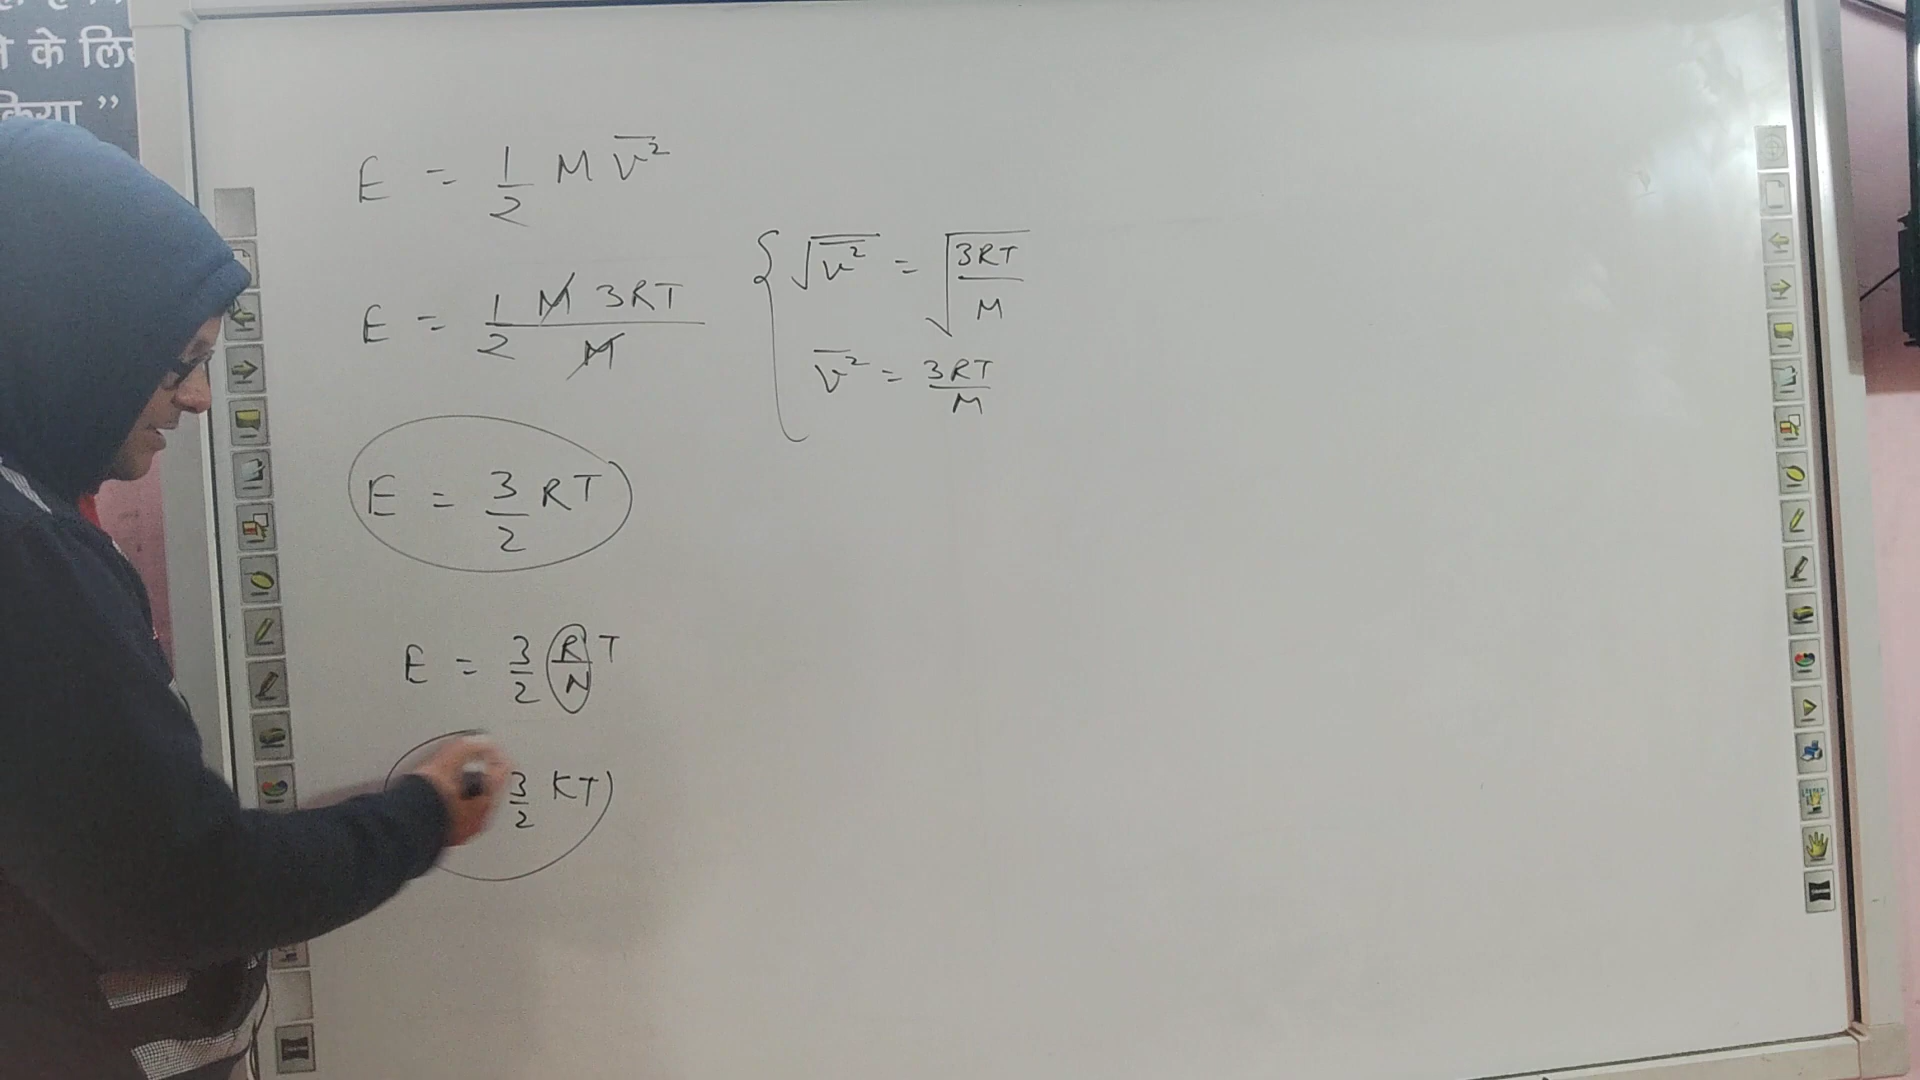 के
”
E = 1/2 M v̅²
E = 1/2 M 3RT / M
{ √v̅² = √(3RT/M)
v̅² = 3RT/M
E = 3/2 RT
E = 3/2 R/N T
3/2 KT